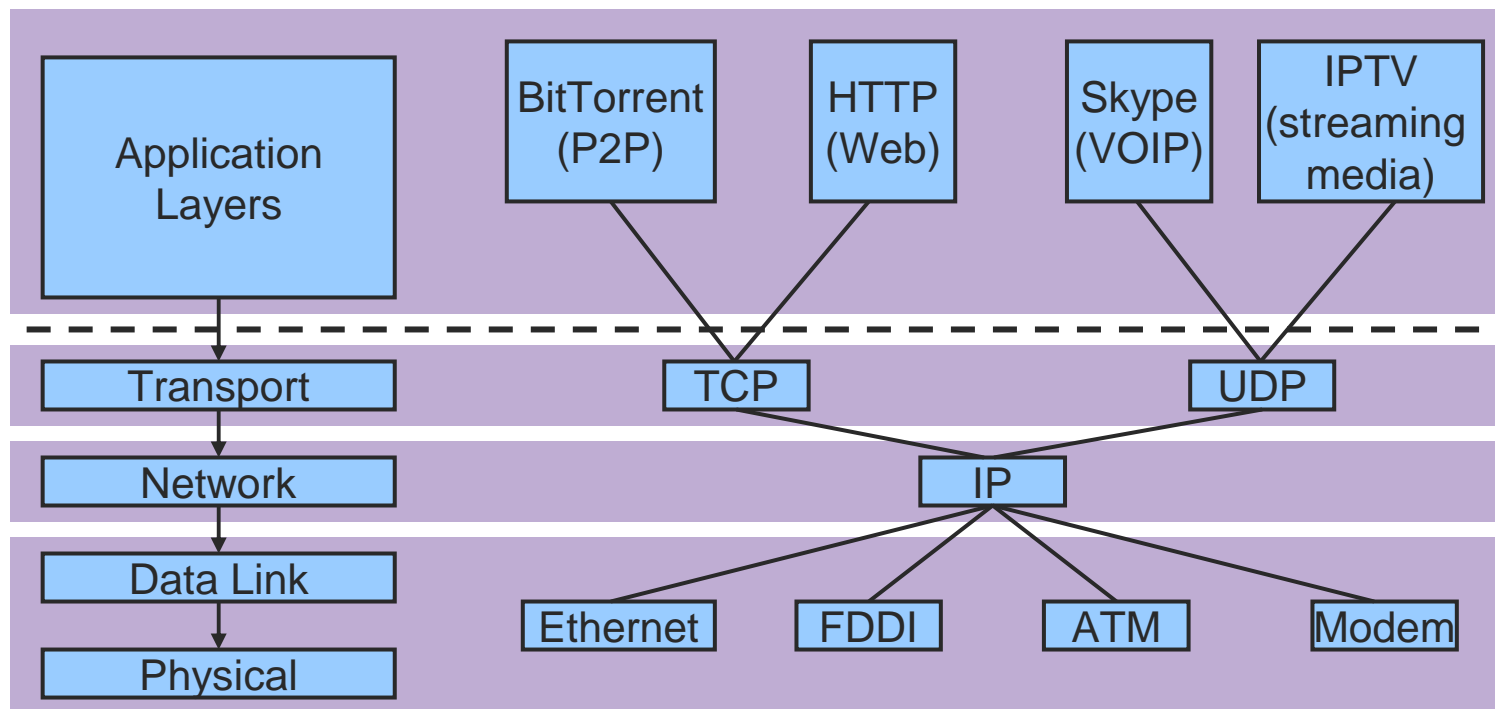 Application
Layers
BitTorrent
(P2P)
HTTP
(Web)
Skype
(VOIP)
IPTV
(streaming
media)
Transport
TCP
UDP
Network
IP
Data Link
Ethernet
FDDI
ATM
Modem
Physical